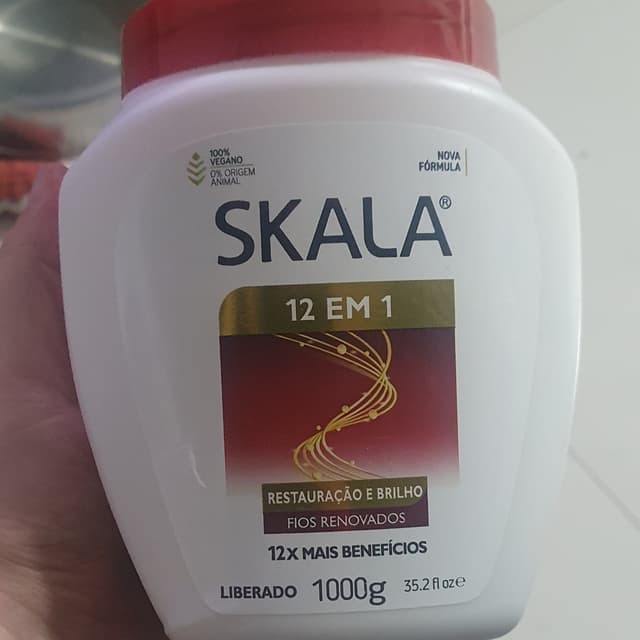 100%
VEGANO
0% ORIGEM
ANIMAL
NOVA
FÓRMULA
SKALA®
12 EM 1
RESTAURAÇÃO E BRILHO
FIOS RENOVADOS
12X MAIS BENEFÍCIOS
LIBERADO 1000g 35.2 fl oz e